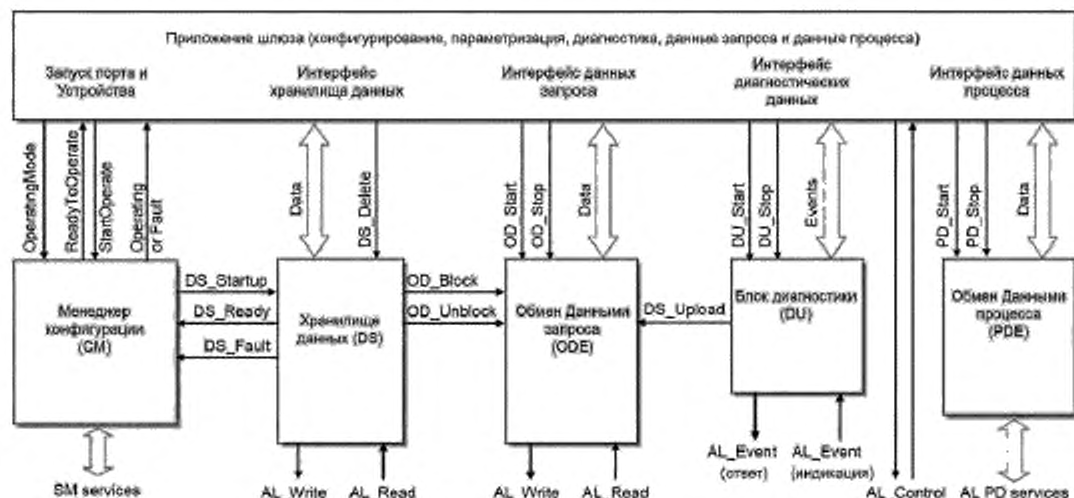 Приложение шлюза (конфигурирование, параметризация, диагностика, данные запроса и данные процесса)
Запуск порта и
Устройства
Интерфейс
хранилища данных
Интерфейс данных
запроса
Интерфейс
диагностических
данных
Интерфейс данных
процесса
OperatingMode
ReadyToOperate
StartOperate
Operating
or Fault
Data
DS_Delete
OD_Start
OD_Stop
Data
DU_Start
DU_Stop
Events
PD_Start
PD_Stop
Data
Менеджер
конфигурации
(CM)
DS_Startup
DS_Ready
DS_Fault
Хранилище
данных (DS)
OD_Block
OD_Unblock
Обмен Данными
запроса
(ODE)
DS_Upload
Блок диагностики
(DU)
Обмен Данными
процесса
(PDE)
SM services
AL_Write
AL_Read
AL_Write
AL_Read
AL_Event
(ответ)
AL_Event
(индикация)
AL_Control
AL_PD services